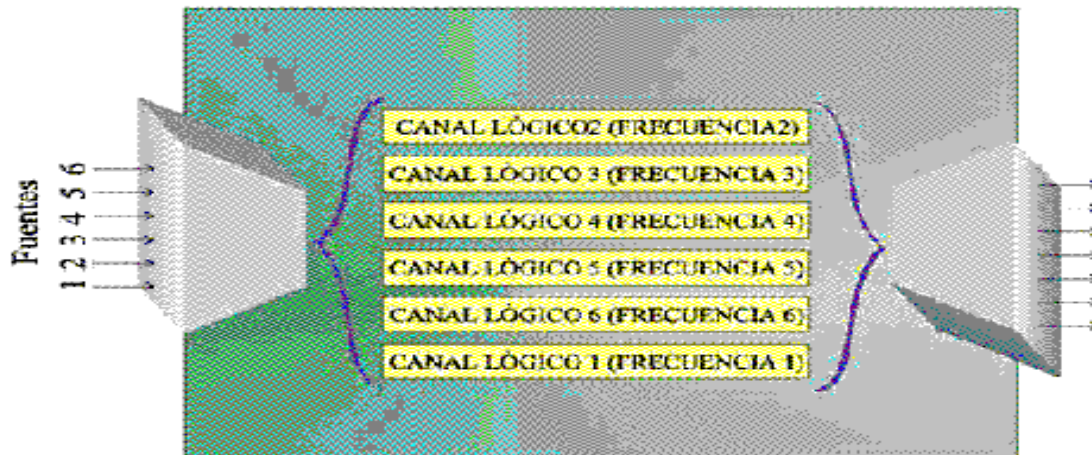 Fuentes
1 2 3 4 5 6
CANAL LÓGICO2 (FRECUENCIA2)
CANAL LÓGICO 3 (FRECUENCIA 3)
CANAL LÓGICO 4 (FRECUENCIA 4)
CANAL LÓGICO 5 (FRECUENCIA 5)
CANAL LÓGICO 6 (FRECUENCIA 6)
CANAL LÓGICO 1 (FRECUENCIA 1)